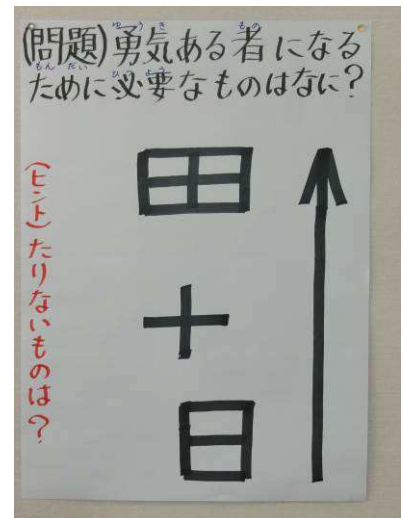 (問題)勇気ある者になる
ために必要なものはなに?
田
十
日
(ヒント)たりないものは?